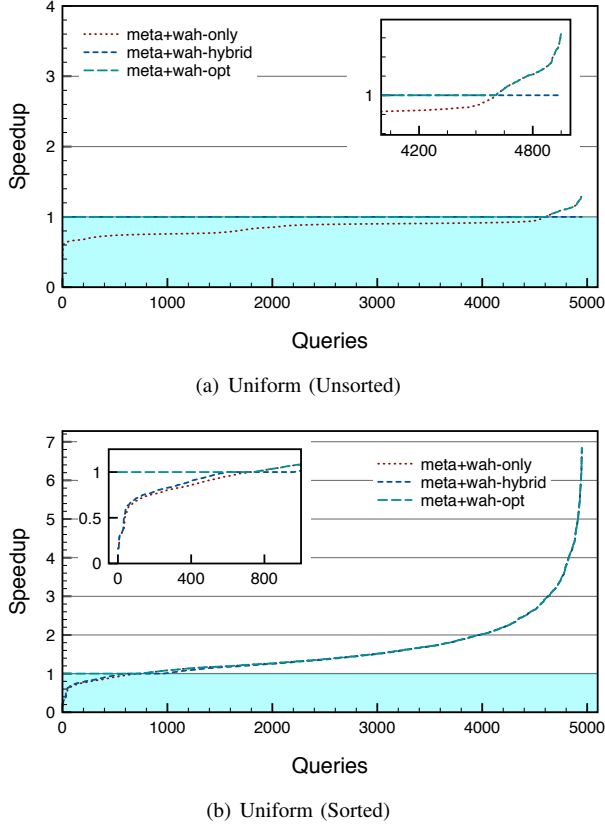 4
3
2
1
0
Speedup
meta+wah-only
meta+wah-hybrid
meta+wah-opt
1
4200
4800
0
1000
2000
3000
4000
5000
Queries
(a) Uniform (Unsorted)
7
6
5
4
3
2
1
0
Speedup
1
0.5
0
0
400
800
meta+wah-only
meta+wah-hybrid
meta+wah-opt
0
1000
2000
3000
4000
5000
Queries
(b) Uniform (Sorted)